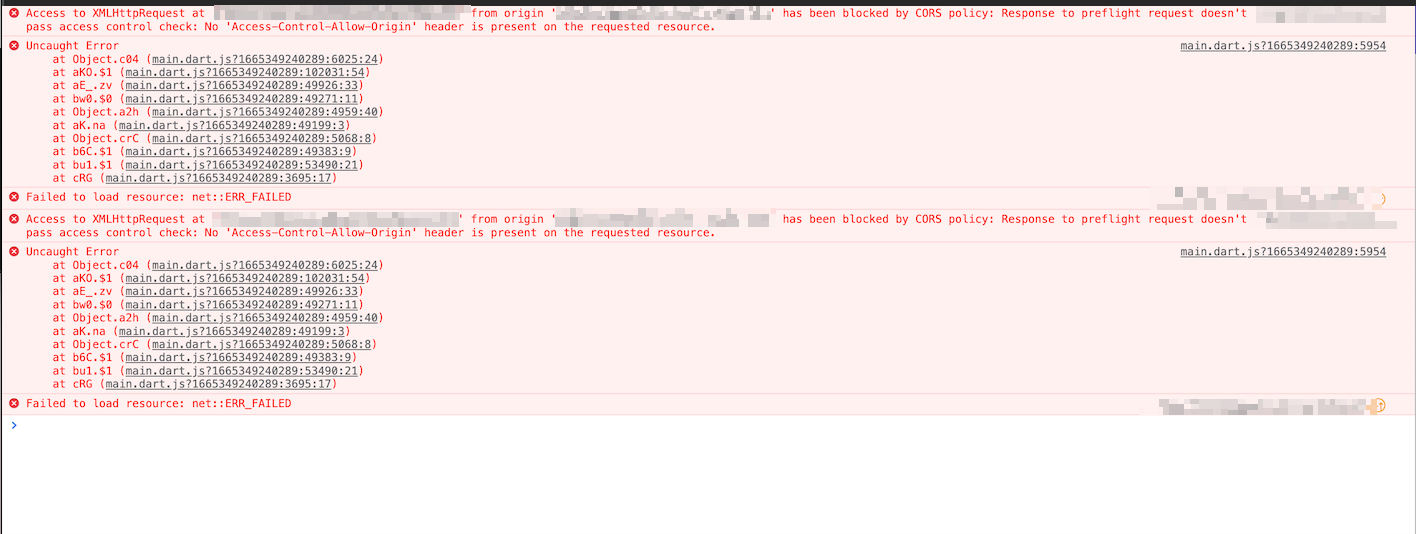 Access to XMLHttpRequest at ' ' from origin ' ' has been blocked by CORS policy: Response to preflight request doesn't
pass access control check: No 'Access-Control-Allow-Origin' header is present on the requested resource.
Uncaught Error main.dart.js?1665349240289:5954
at Object.c04 (main.dart.js?1665349240289:6025:24)
at aKO.$1 (main.dart.js?1665349240289:102031:54)
at aE_.zv (main.dart.js?1665349240289:49926:33)
at bw0.$0 (main.dart.js?1665349240289:49271:11)
at Object.a2h (main.dart.js?1665349240289:4959:40)
at aK.na (main.dart.js?1665349240289:49199:3)
at Object.crC (main.dart.js?1665349240289:5068:8)
at b6C.$1 (main.dart.js?1665349240289:49383:9)
at bu1.$1 (main.dart.js?1665349240289:53490:21)
at cRG (main.dart.js?1665349240289:3695:17)
Failed to load resource: net::ERR_FAILED
Access to XMLHttpRequest at ' ' from origin ' ' has been blocked by CORS policy: Response to preflight request doesn't
pass access control check: No 'Access-Control-Allow-Origin' header is present on the requested resource.
Uncaught Error main.dart.js?1665349240289:5954
at Object.c04 (main.dart.js?1665349240289:6025:24)
at aKO.$1 (main.dart.js?1665349240289:102031:54)
at aE_.zv (main.dart.js?1665349240289:49926:33)
at bw0.$0 (main.dart.js?1665349240289:49271:11)
at Object.a2h (main.dart.js?1665349240289:4959:40)
at aK.na (main.dart.js?1665349240289:49199:3)
at Object.crC (main.dart.js?1665349240289:5068:8)
at b6C.$1 (main.dart.js?1665349240289:49383:9)
at bu1.$1 (main.dart.js?1665349240289:53490:21)
at cRG (main.dart.js?1665349240289:3695:17)
Failed to load resource: net::ERR_FAILED